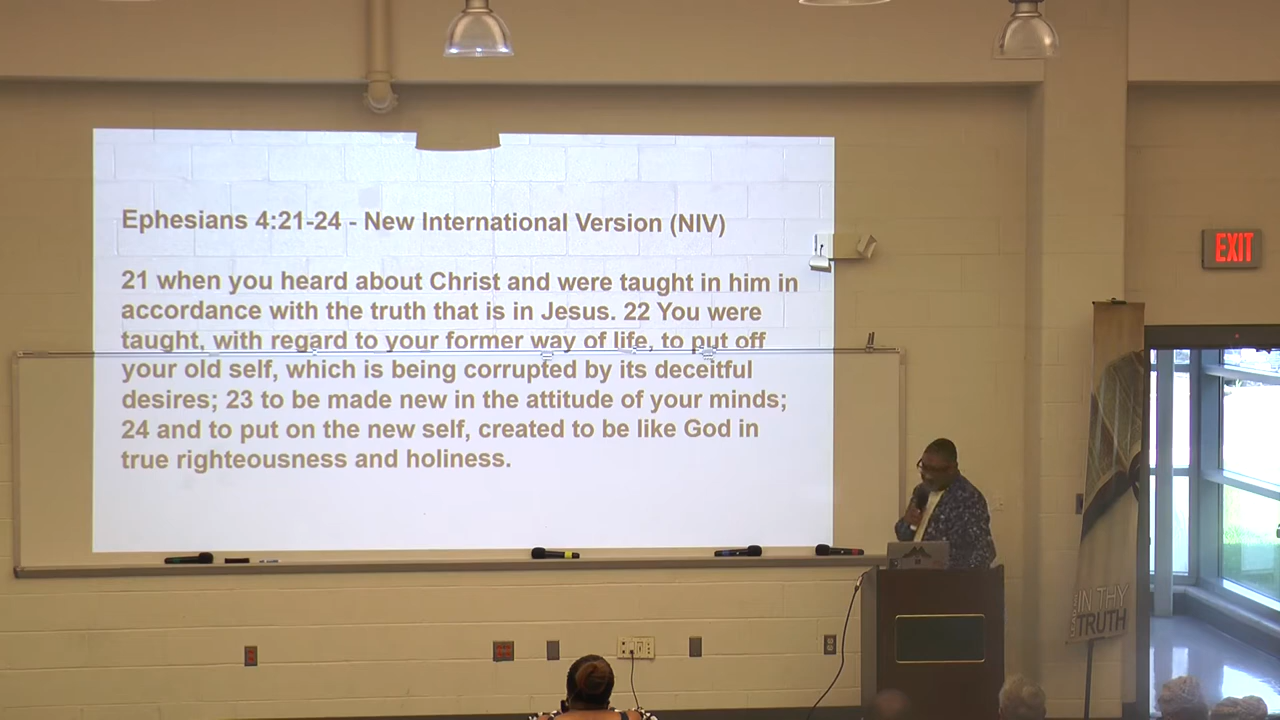 Ephesians 4:21-24 - New International Version (NIV)
21 when you heard about Christ and were taught in him in
accordance with the truth that is in Jesus. 22 You were
taught, with regard to your former way of life, to put off
your old self, which is being corrupted by its deceitful
desires; 23 to be made new in the attitude of your minds;
24 and to put on the new self, created to be like God in
true righteousness and holiness.
EXIT
IN THY
TRUTH